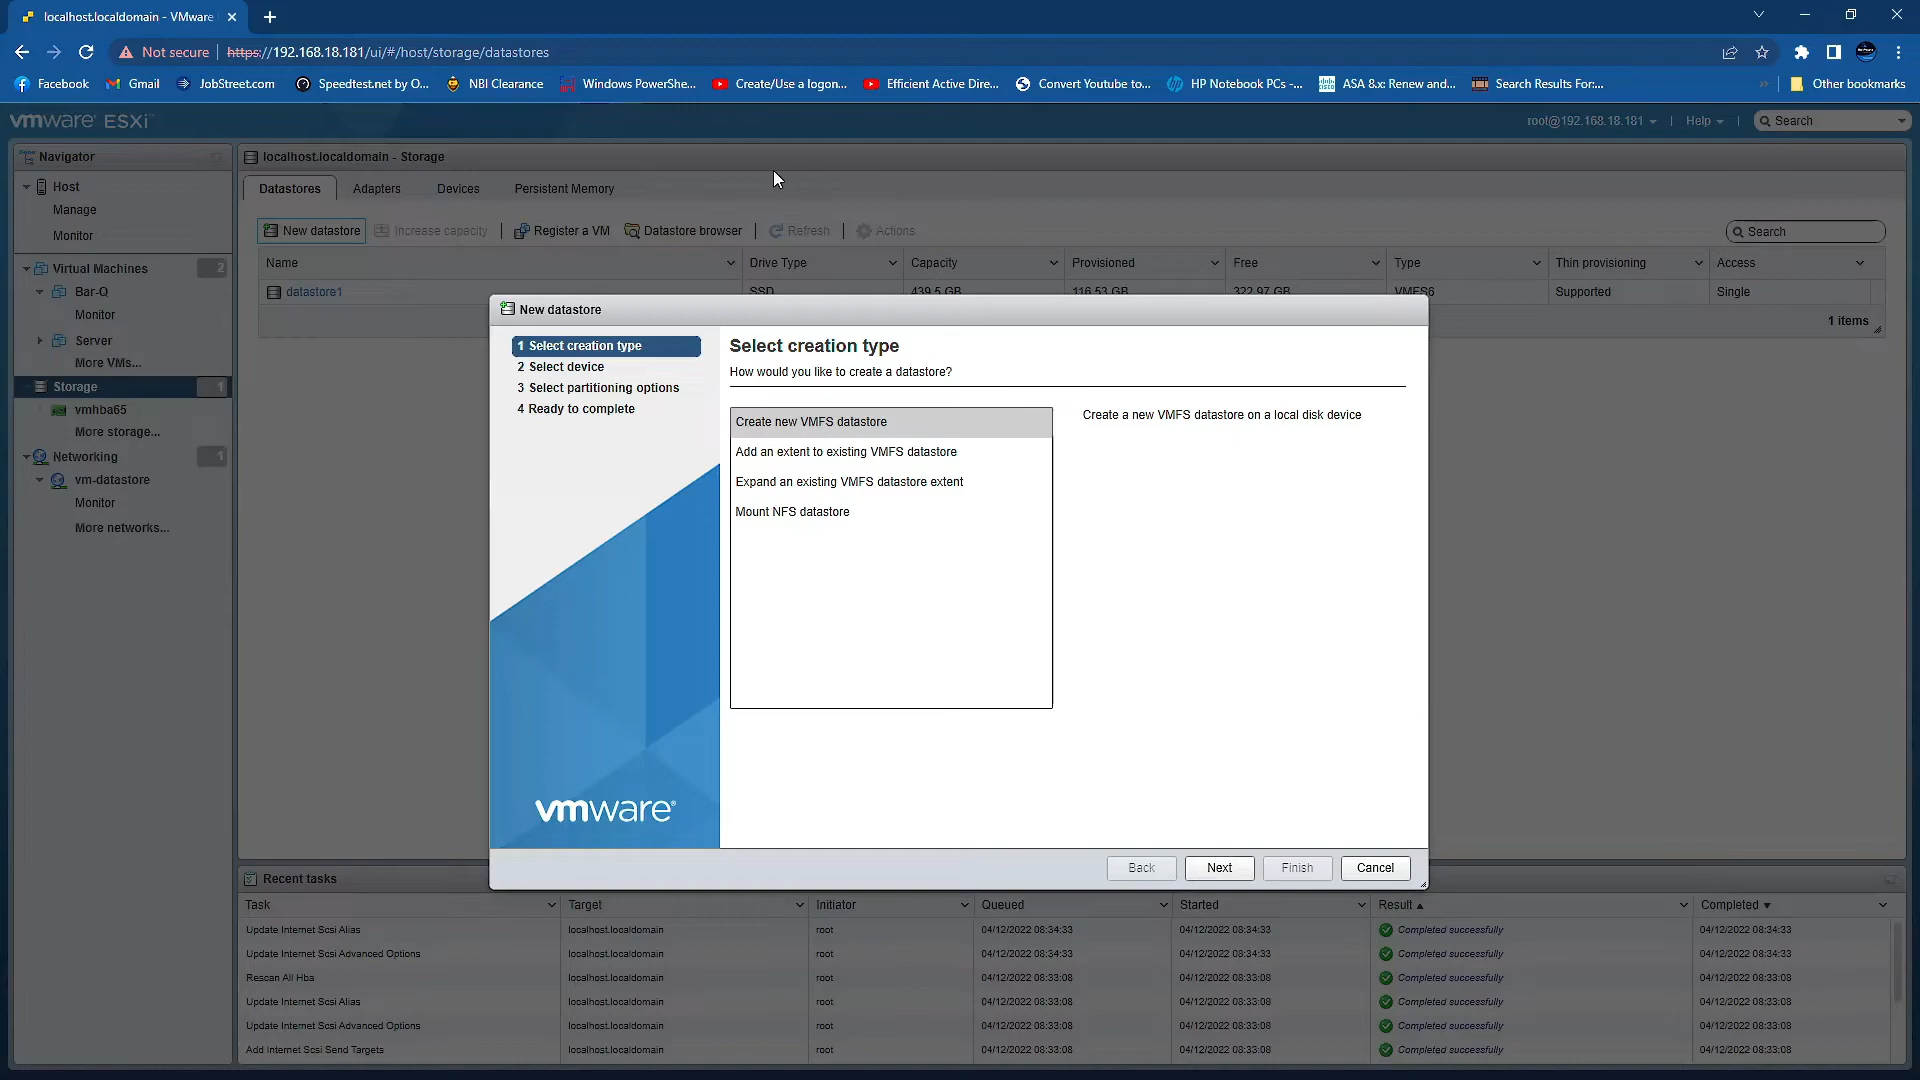 localhost.localdomain - VMware
Not secure https://192.168.18.181/ui/#/host/storage/datastores
Facebook Gmail JobStreet.com Speedtest.net by O... NBI Clearance Windows PowerShe... Create/Use a logon... Efficient Active Dire... Convert Youtube to... HP Notebook PCs -... ASA 8.x: Renew and... Search Results For:... Other bookmarks
vmware ESXi root@192.168.18.181 | Help | Search
Navigator
Host
Manage
Monitor
Virtual Machines 2
Bar-Q
Monitor
Server
More VMs...
Storage 1
vmhba65
More storage...
Networking 1
vm-datastore
Monitor
More networks...
localhost.localdomain - Storage
Datastores Adapters Devices Persistent Memory
New datastore Increase capacity | Register a VM Datastore browser | Refresh | Actions Search
Name Drive Type Capacity Provisioned Free Type Thin provisioning Access
datastore1 SSD 439.5 GB 116.53 GB 322.97 GB VMFS6 Supported Single
1 items
New datastore
1 Select creation type
2 Select device
3 Select partitioning options
4 Ready to complete
vmware
Select creation type
How would you like to create a datastore?
Create new VMFS datastore
Add an extent to existing VMFS datastore
Expand an existing VMFS datastore extent
Mount NFS datastore
Create a new VMFS datastore on a local disk device
Back Next Finish Cancel
Recent tasks
Task Target Initiator Queued Started Result Completed
Update Internet Scsi Alias localhost.localdomain root 04/12/2022 08:34:33 04/12/2022 08:34:33 Completed successfully 04/12/2022 08:34:33
Update Internet Scsi Advanced Options localhost.localdomain root 04/12/2022 08:34:33 04/12/2022 08:34:33 Completed successfully 04/12/2022 08:34:33
Rescan All Hba localhost.localdomain root 04/12/2022 08:33:08 04/12/2022 08:33:08 Completed successfully 04/12/2022 08:33:08
Update Internet Scsi Alias localhost.localdomain root 04/12/2022 08:33:08 04/12/2022 08:33:08 Completed successfully 04/12/2022 08:33:08
Update Internet Scsi Advanced Options localhost.localdomain root 04/12/2022 08:33:08 04/12/2022 08:33:08 Completed successfully 04/12/2022 08:33:08
Add Internet Scsi Send Targets localhost.localdomain root 04/12/2022 08:33:08 04/12/2022 08:33:08 Completed successfully 04/12/2022 08:33:08